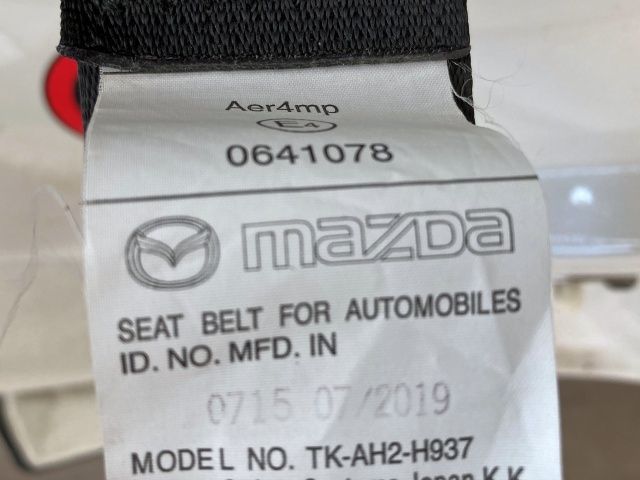 Aer4mp
E4
0641078
mazda
SEAT BELT FOR AUTOMOBILES
ID. NO. MFD. IN
0715 07/2019
MODEL NO. TK-AH2-H937
Japan K.K.